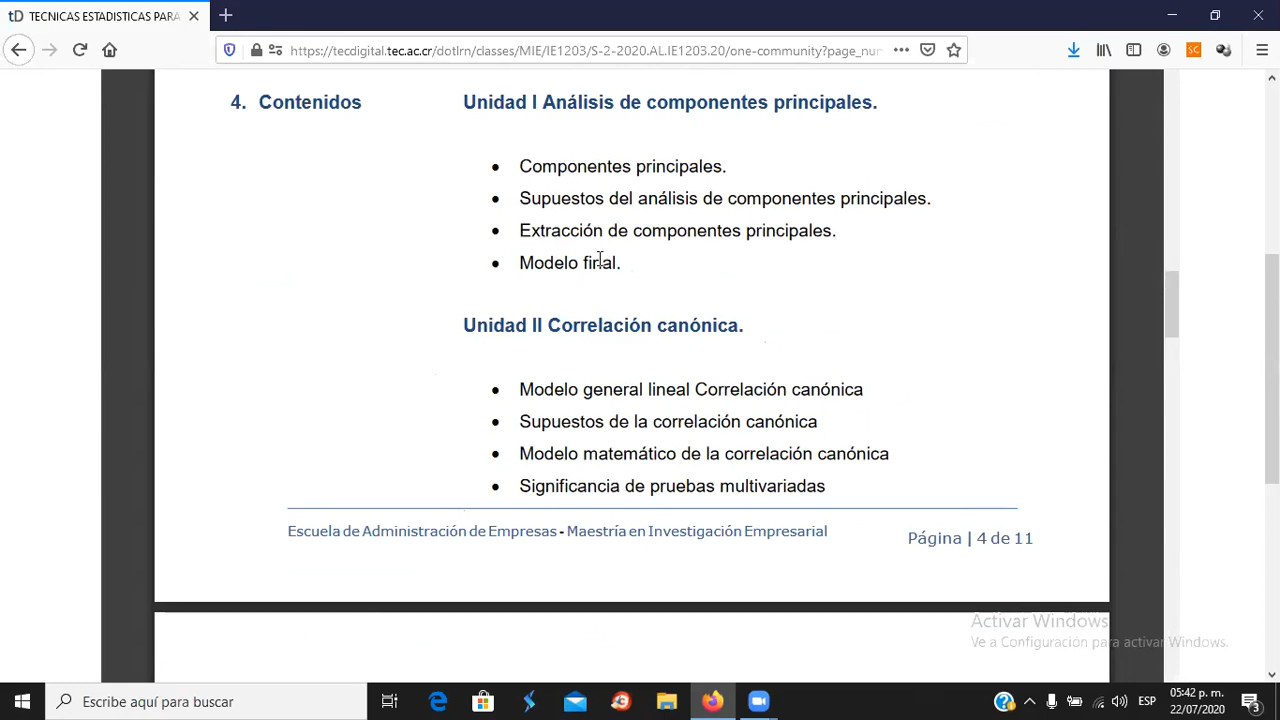 TECNICAS ESTADISTICAS PARA
https://tecdigital.tec.ac.cr/dotlrn/classes/MIE/IE1203/S-2-2020.AL.IE1203.20/one-community?page_num
4. Contenidos
Unidad I Análisis de componentes principales.
• Componentes principales.
• Supuestos del análisis de componentes principales.
• Extracción de componentes principales.
• Modelo final.
Unidad II Correlación canónica.
• Modelo general lineal Correlación canónica
• Supuestos de la correlación canónica
• Modelo matemático de la correlación canónica
• Significancia de pruebas multivariadas
Escuela de Administración de Empresas - Maestría en Investigación Empresarial
Página | 4 de 11
Activar Windows
Ve a Configuración para activar Windows.
Escribe aquí para buscar
ESP
05:42 p. m.
22/07/2020